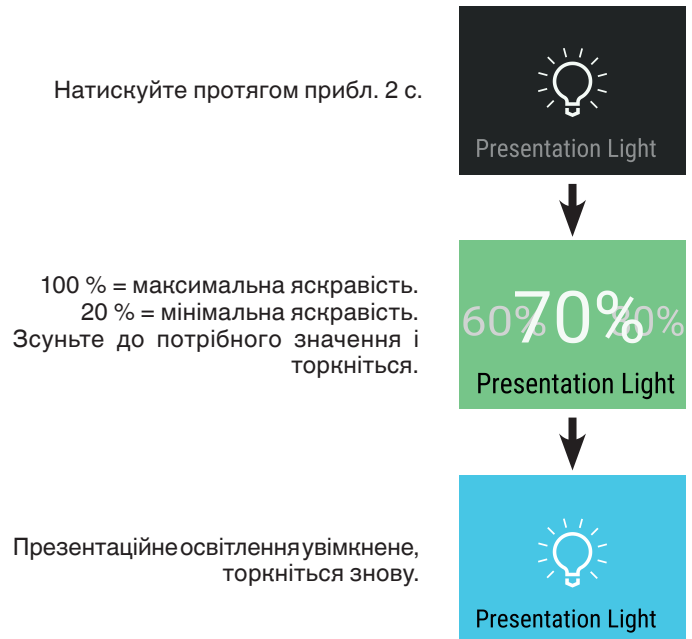 Натискуйте протягом прибл. 2 с.
Presentation Light
100 % = максимальна яскравість.
20 % = мінімальна яскравість.
Зсуньте до потрібного значення і
торкніться.
60% 70% 80%
Presentation Light
Презентаційне освітлення увімкнене,
торкніться знову.
Presentation Light